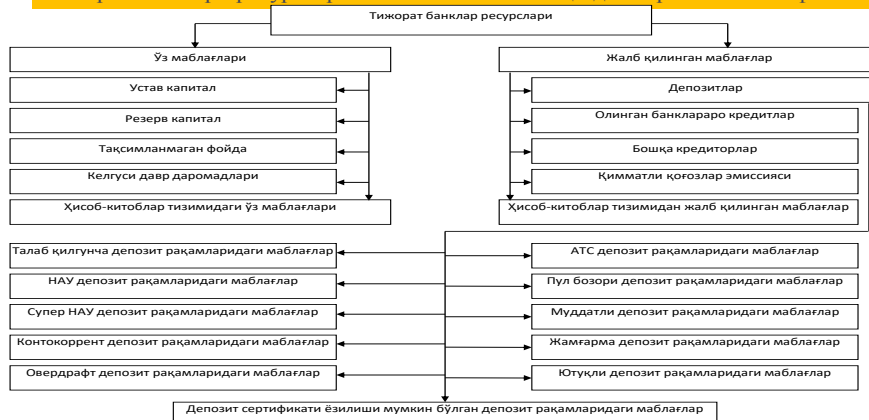 Тижорат банклар ресурслари
Ўз маблағлари
Жалб қилинган маблағлар
Устав капитал
Депозитлар
Резерв капитал
Олинган банклараро кредитлар
Тақсимланмаган фойда
Бошқа кредиторлар
Келгуси давр даромадлари
Қимматли қоғозлар эмиссияси
Ҳисоб-китоблар тизимидаги ўз маблағлари
Ҳисоб-китоблар тизимидан жалб қилинган маблағлар
Талаб қилгунча депозит рақамларидаги маблағлар
АТС депозит рақамларидаги маблағлар
НАУ депозит рақамларидаги маблағлар
Пул бозори депозит рақамларидаги маблағлар
Супер НАУ депозит рақамларидаги маблағлар
Муддатли депозит рақамларидаги маблағлар
Контокоррент депозит рақамларидаги маблағлар
Жамғарма депозит рақамларидаги маблағлар
Овердрафт депозит рақамларидаги маблағлар
Ютуқли депозит рақамларидаги маблағлар
Депозит сертификати ёзилиши мумкин бўлган депозит рақамларидаги маблағлар